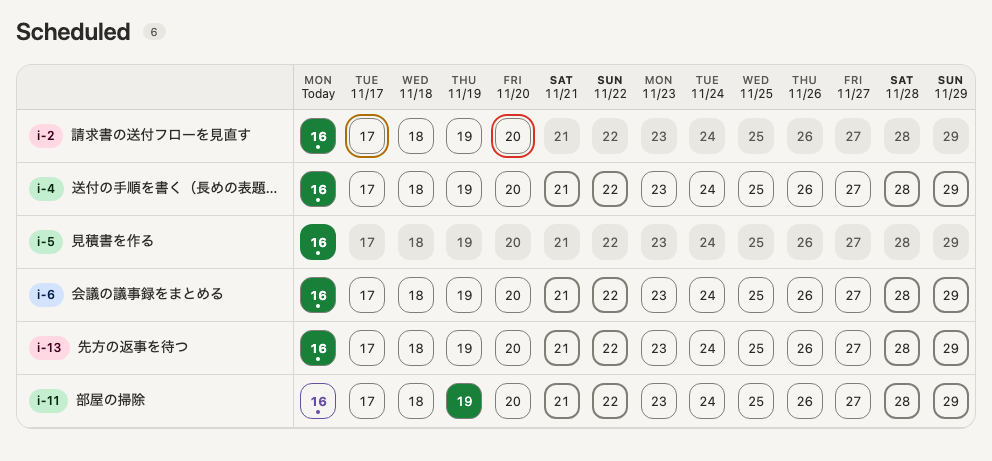 Scheduled 6
MON TUE WED THU FRI SAT SUN MON TUE WED THU FRI SAT SUN
Today 11/17 11/18 11/19 11/20 11/21 11/22 11/23 11/24 11/25 11/26 11/27 11/28 11/29
i-2 請求書の送付フローを見直す 16 17 18 19 20 21 22 23 24 25 26 27 28 29
i-4 送付の手順を書く（長めの表題… 16 17 18 19 20 21 22 23 24 25 26 27 28 29
i-5 見積書を作る 16 17 18 19 20 21 22 23 24 25 26 27 28 29
i-6 会議の議事録をまとめる 16 17 18 19 20 21 22 23 24 25 26 27 28 29
i-13 先方の返事を待つ 16 17 18 19 20 21 22 23 24 25 26 27 28 29
i-11 部屋の掃除 16 17 18 19 20 21 22 23 24 25 26 27 28 29